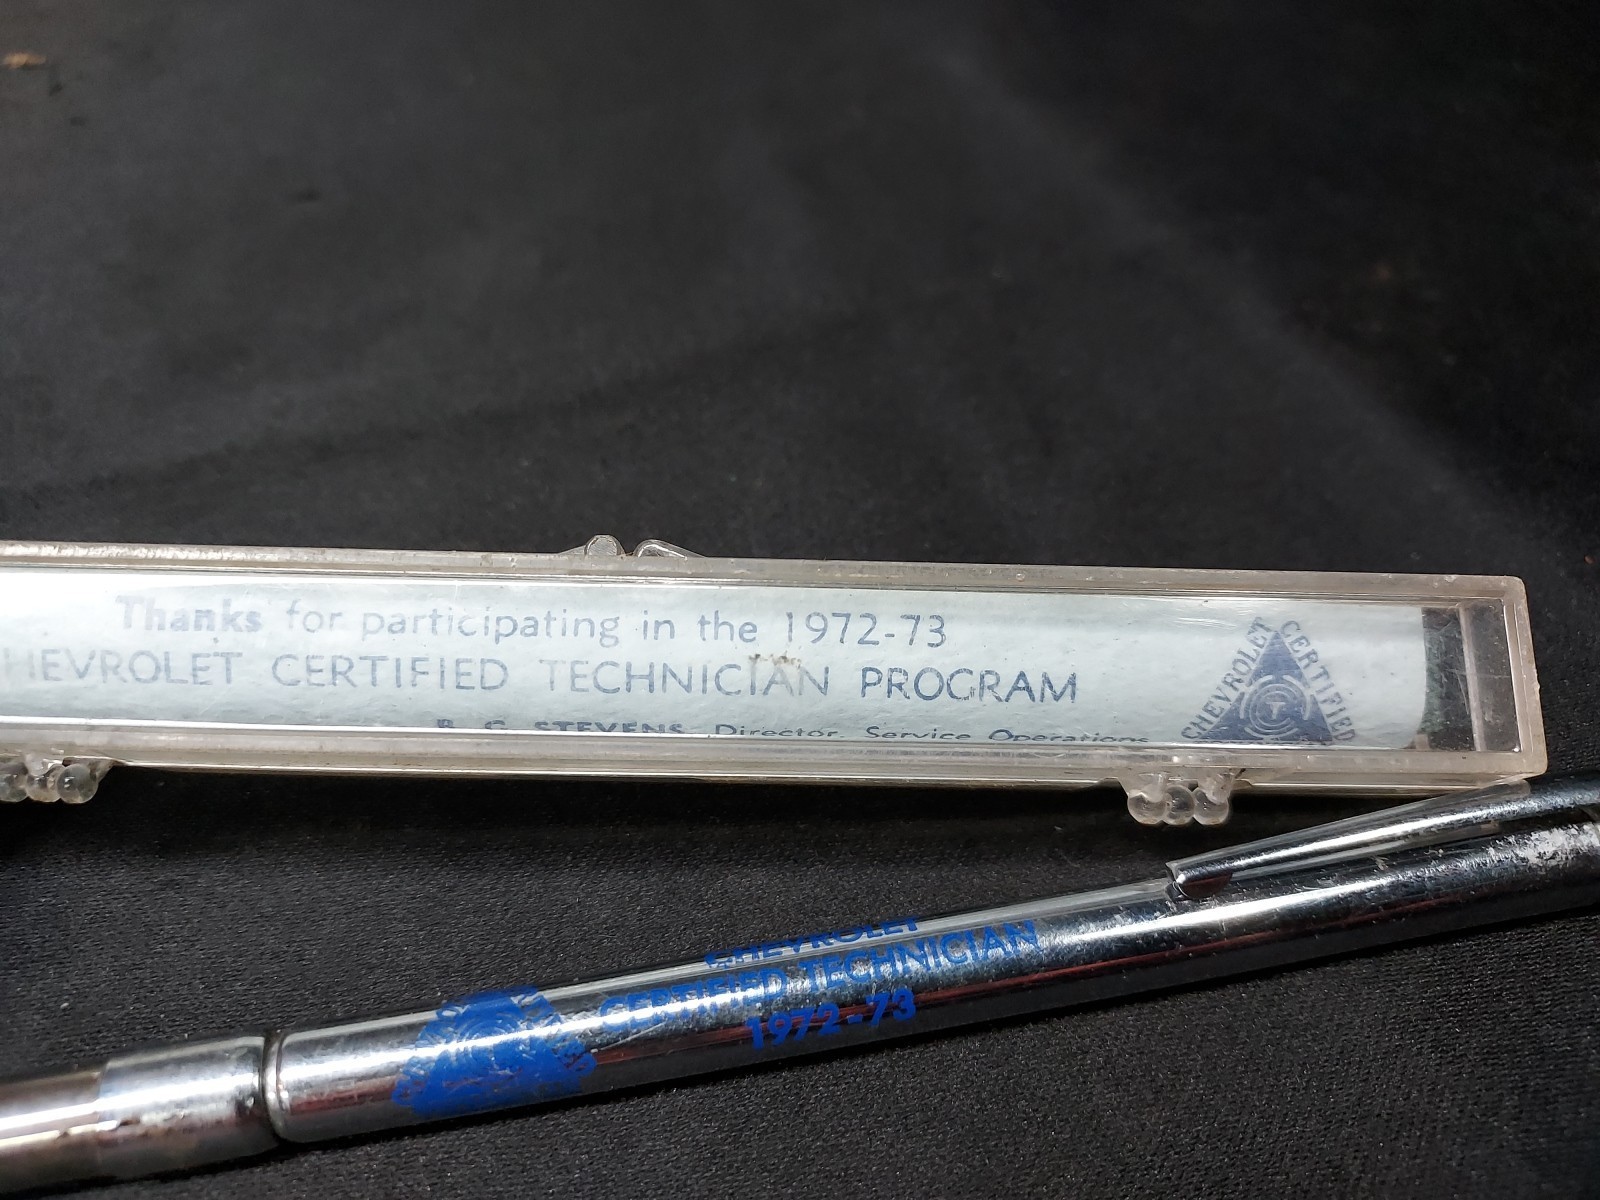 Thanks for participating in the 1972-73
HEVROLET CERTIFIED TECHNICIAN PROGRAM
B. C. STEVENS, Director, Service Operations
CHEVROLET CERTIFIED
T
CHEVROLET
CERTIFIED TECHNICIAN
1972-73